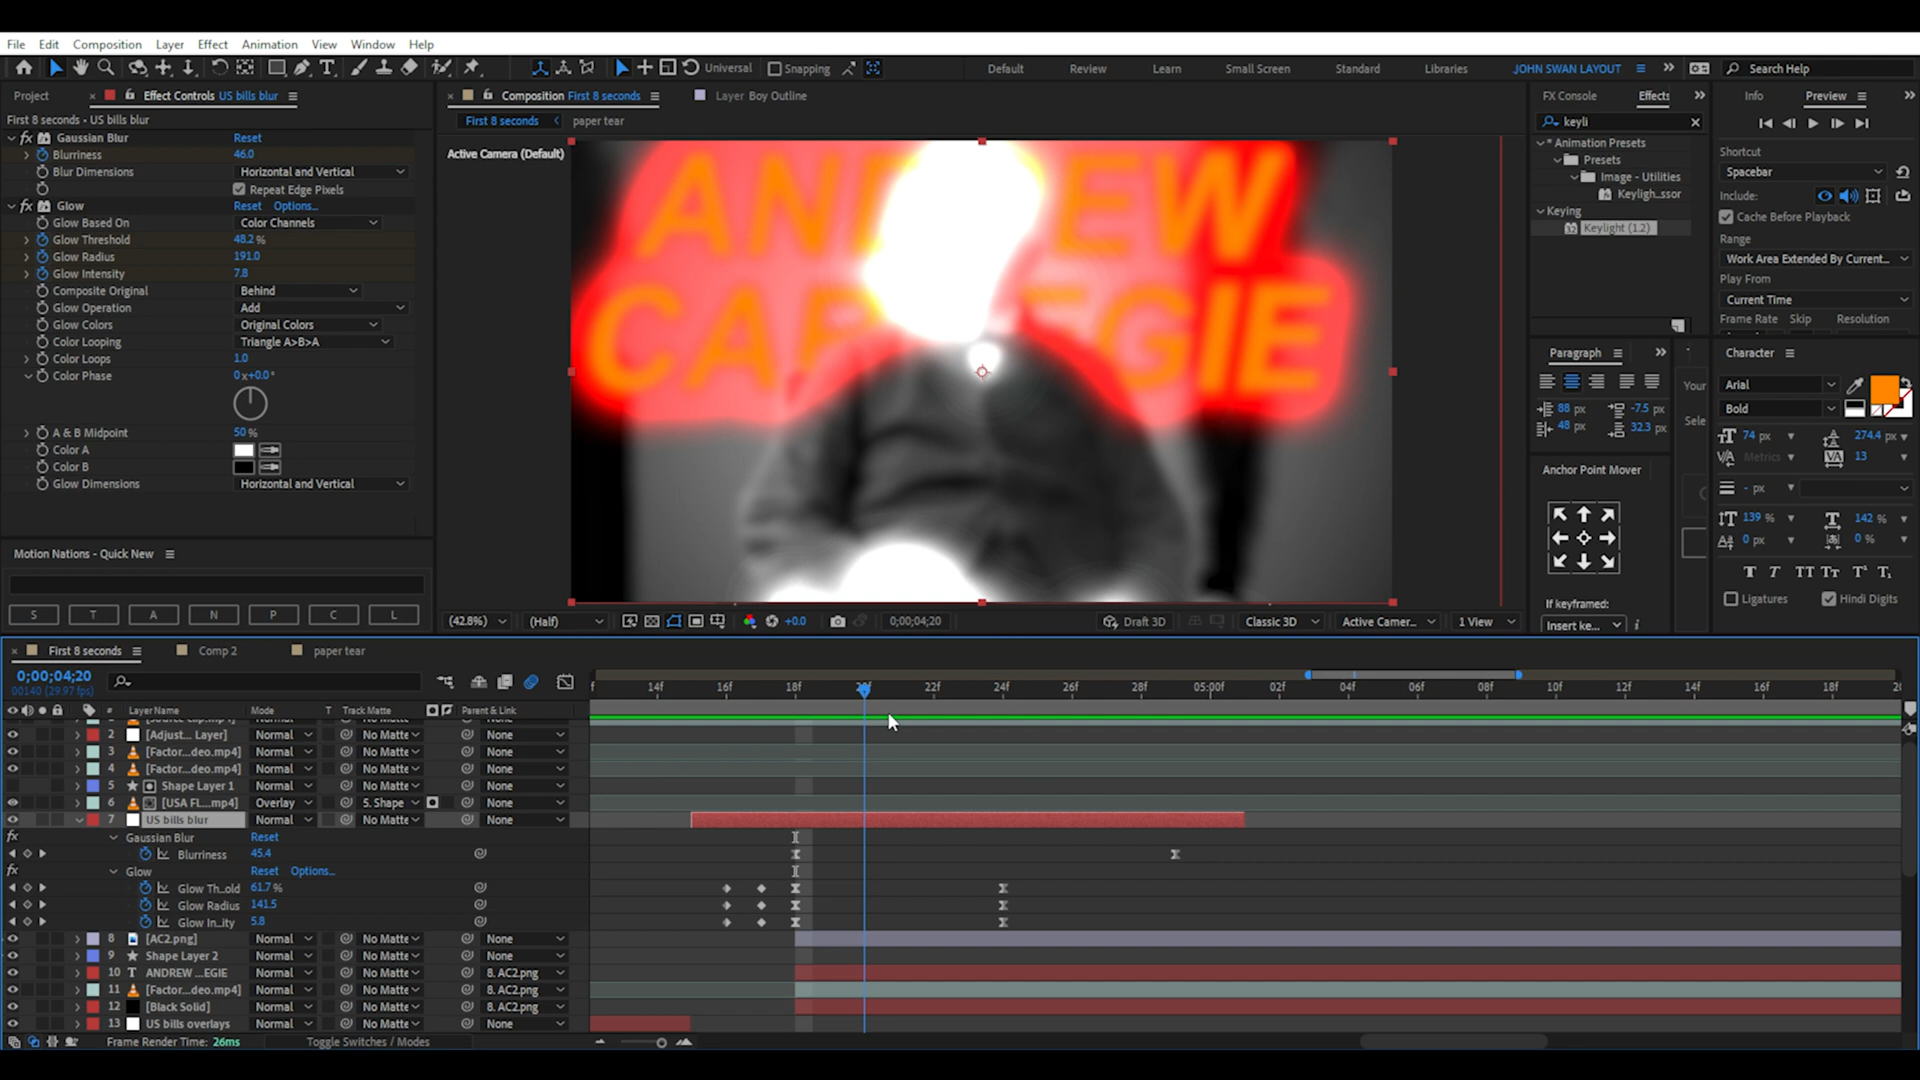 File Edit Composition Layer Effect Animation View Window Help
Universal Snapping Default Review Learn Small Screen Standard Libraries JOHN SWAN LAYOUT Search Help
Project Effect Controls US bills blur
First 8 seconds • US bills blur
Gaussian Blur Reset
Blurriness 46.0
Blur Dimensions Horizontal and Vertical
Repeat Edge Pixels
Glow Reset Options...
Glow Based On Color Channels
Glow Threshold 48.2 %
Glow Radius 191.0
Glow Intensity 7.8
Composite Original Behind
Glow Operation Add
Glow Colors Original Colors
Color Looping Triangle A>B>A
Color Loops 1.0
Color Phase 0 x+0.0°
A & B Midpoint 50 %
Color A
Color B
Glow Dimensions Horizontal and Vertical
Motion Nations - Quick New
S T A N P C L
Composition First 8 seconds Layer Boy Outline
First 8 seconds paper tear
Active Camera (Default)
AN EW
CA GIE
(42.8%) (Half) +0.0 0;00;04;20 Draft 3D Classic 3D Active Camer... 1 View
FX Console Effects
keyli
* Animation Presets
Presets
Image - Utilities
Keyligh..ssor
Keying
Keylight (1.2)
Info Preview
Shortcut
Spacebar
Include:
Cache Before Playback
Range
Work Area Extended By Current...
Play From
Current Time
Frame Rate Skip Resolution
Paragraph
88 px -7.5 px
48 px 32.3 px
Anchor Point Mover
If keyframed:
Insert ke...
Your
Sele
Character
Arial
Bold
74 px 274.4 px
Metrics 13
- px
139 % 142 %
0 px 0 %
T T TT Tt T¹ T₁
Ligatures Hindi Digits
First 8 seconds Comp 2 paper tear
0;00;04;20
00140 (29.97 fps)
f 14f 16f 18f 22f 24f 26f 28f 05:00f 02f 04f 06f 08f 10f 12f 14f 16f 18f
# Layer Name Mode T Track Matte Parent & Link
2 [Adjust... Layer] Normal No Matte None
3 [Factor...deo.mp4] Normal No Matte None
4 [Factor...deo.mp4] Normal No Matte None
5 Shape Layer 1 Normal No Matte None
6 [USA FL...mp4] Overlay 5. Shape None
7 US bills blur Normal No Matte None
Gaussian Blur Reset
Blurriness 45.4
Glow Reset Options...
Glow Th..old 61.7 %
Glow Radius 141.5
Glow In..ity 5.8
8 [AC2.png] Normal No Matte None
9 Shape Layer 2 Normal No Matte None
10 T ANDREW ...EGIE Normal No Matte 8. AC2.png
11 [Factor...deo.mp4] Normal No Matte 8. AC2.png
12 [Black Solid] Normal No Matte 8. AC2.png
13 US bills overlays Normal No Matte None
Frame Render Time: 26ms Toggle Switches / Modes